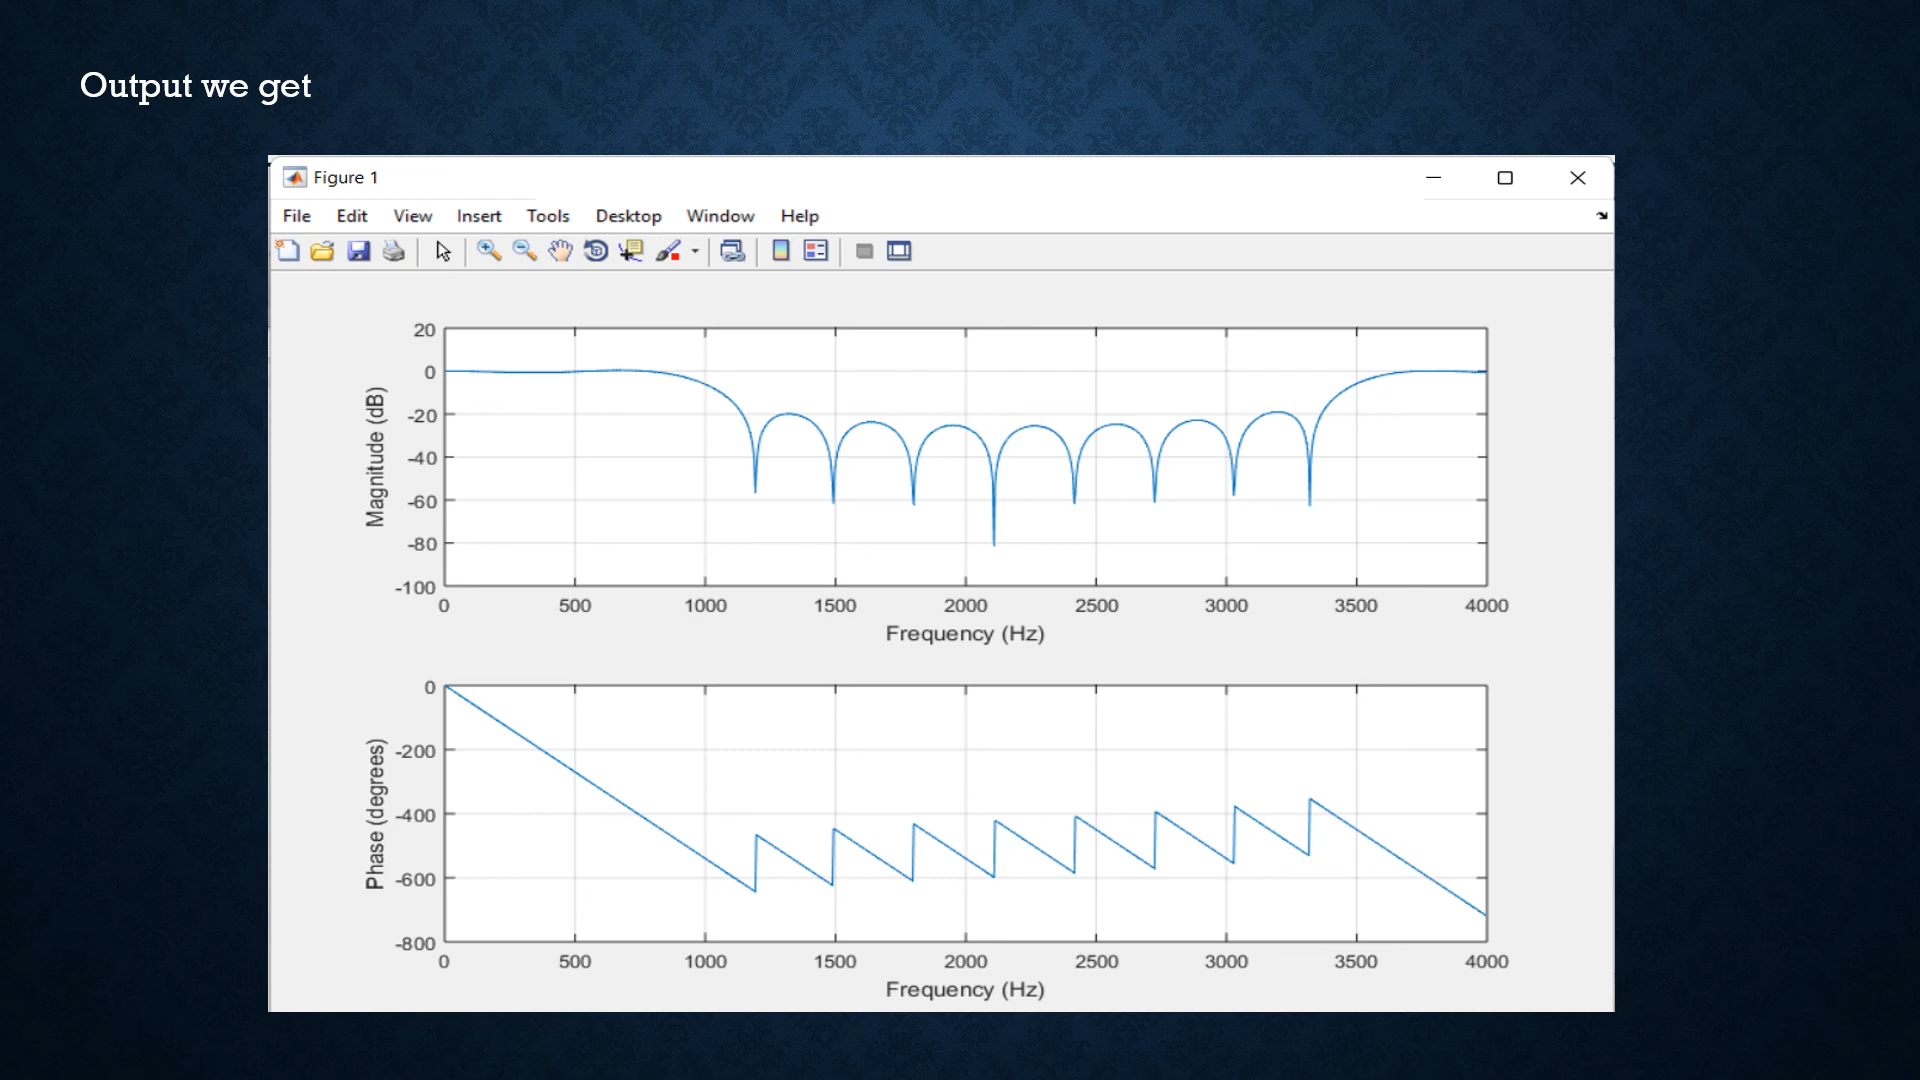 Output we get
Figure 1
File Edit View Insert Tools Desktop Window Help
20
0
-20
-40
-60
-80
-100
Magnitude (dB)
0 500 1000 1500 2000 2500 3000 3500 4000
Frequency (Hz)
0
-200
-400
-600
-800
Phase (degrees)
0 500 1000 1500 2000 2500 3000 3500 4000
Frequency (Hz)